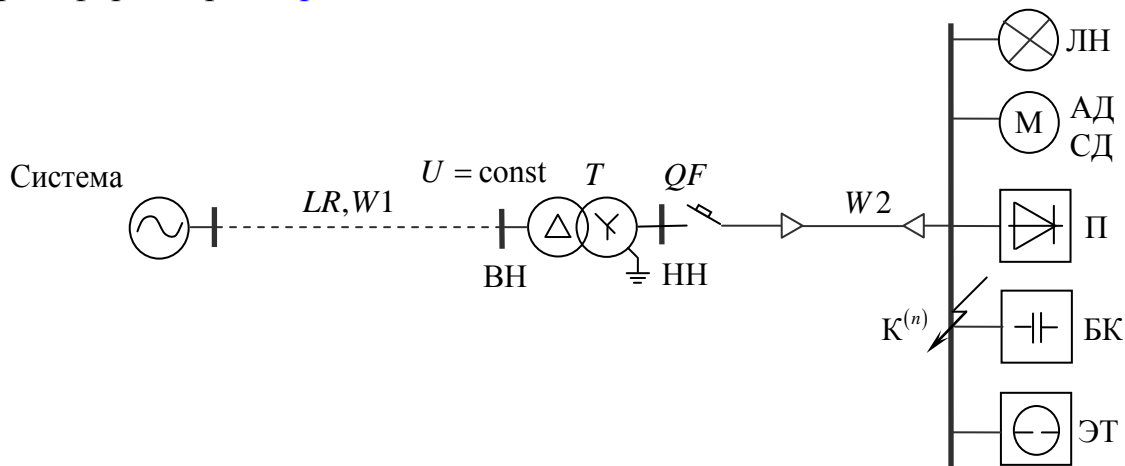 ЛН
АД
М
СД
Система
U = const
T
QF
LR,W1
W2
П
ВН
НН
К(n)
БК
ЭТ